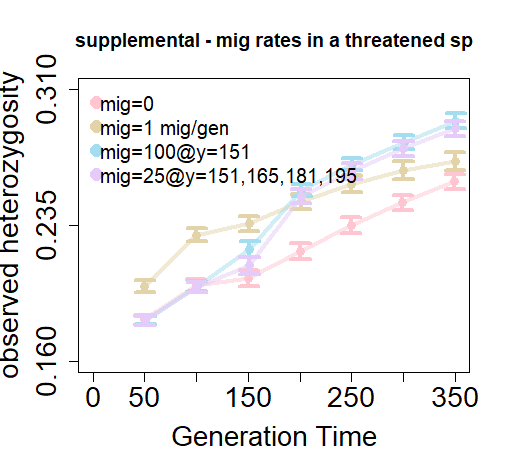 supplemental - mig rates in a threatened sp
observed heterozygosity
0.310
0.235
0.160
mig=0
mig=1 mig/gen
mig=100@y=151
mig=25@y=151,165,181,195
0 50 150 250 350
Generation Time